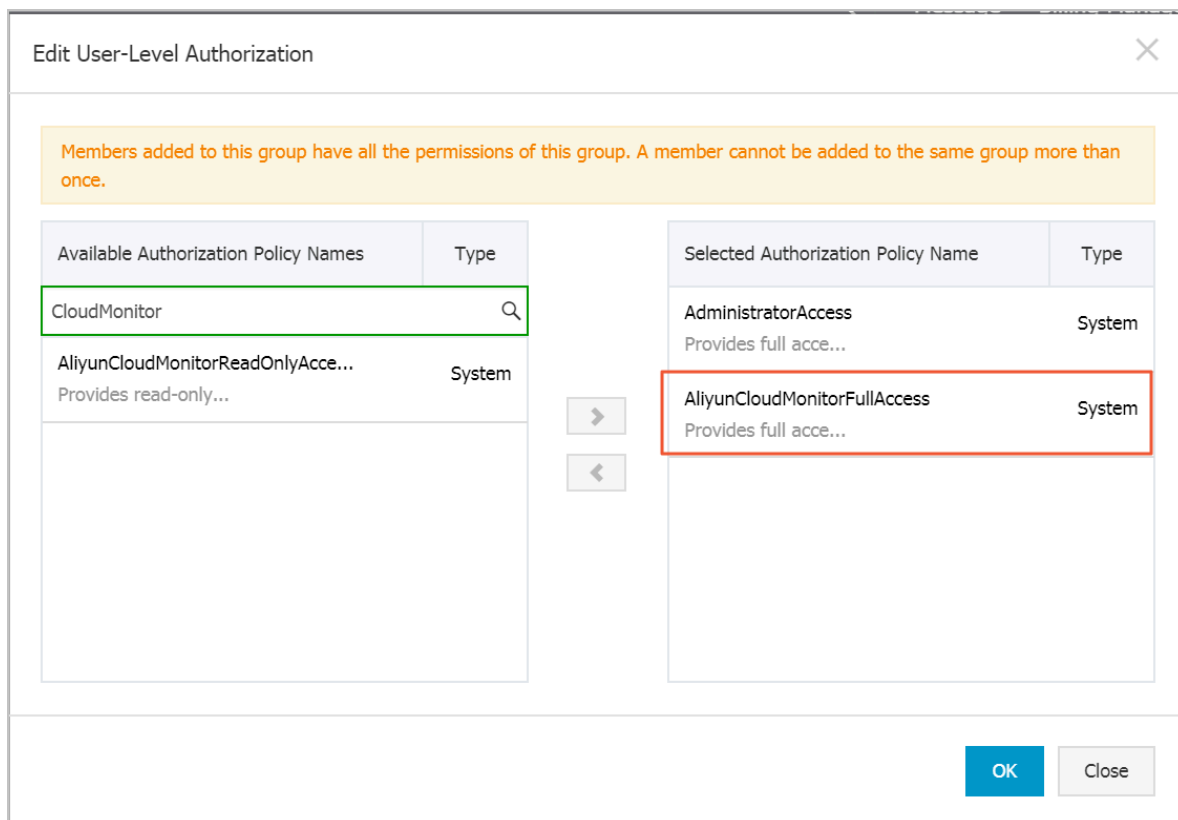 Edit User-Level Authorization
Members added to this group have all the permissions of this group. A member cannot be added to the same group more than
once.
Available Authorization Policy Names Type
CloudMonitor
AliyunCloudMonitorReadOnlyAcce... System
Provides read-only...
Selected Authorization Policy Name Type
AdministratorAccess System
Provides full acce...
AliyunCloudMonitorFullAccess System
Provides full acce...
OK Close